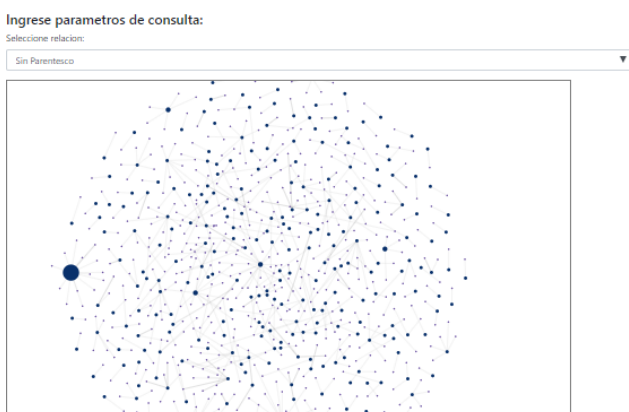 Ingrese parametros de consulta:
Seleccione relacion:
Sin Parentesco